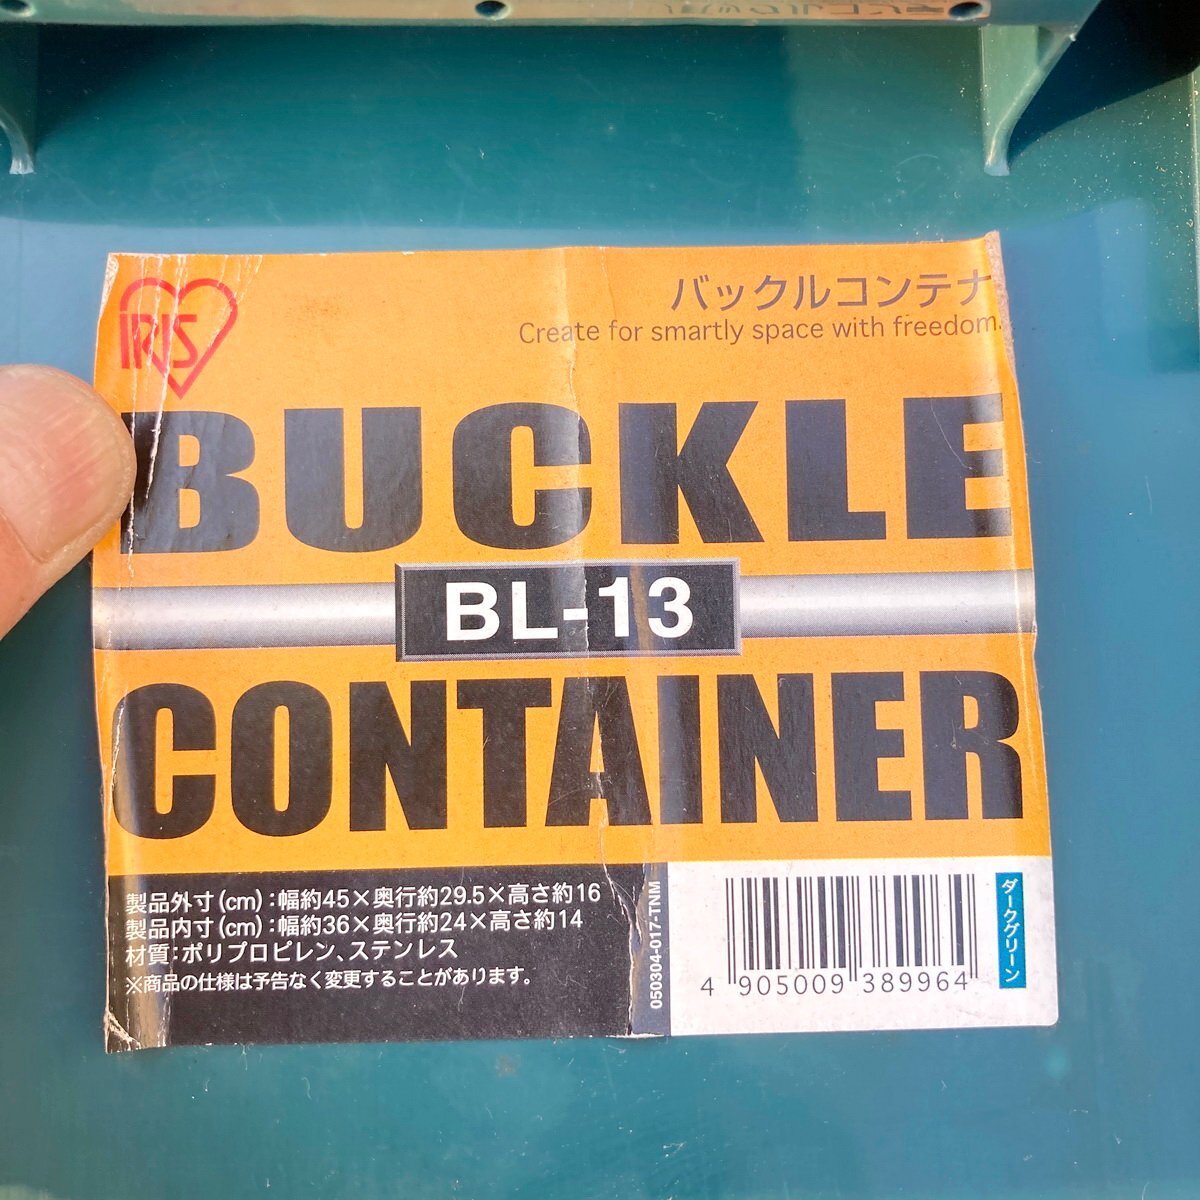 IRIS
バックルコンテナ
Create for smartly space with freedom.
BUCKLE
BL-13
CONTAINER
製品外寸(cm):幅約45×奥行約29.5×高さ約16
製品内寸(cm):幅約36×奥行約24×高さ約14
材質:ポリプロピレン、ステンレス
※商品の仕様は予告なく変更することがあります。
050304-017-TNM
4 905009 389964
ダークグリーン